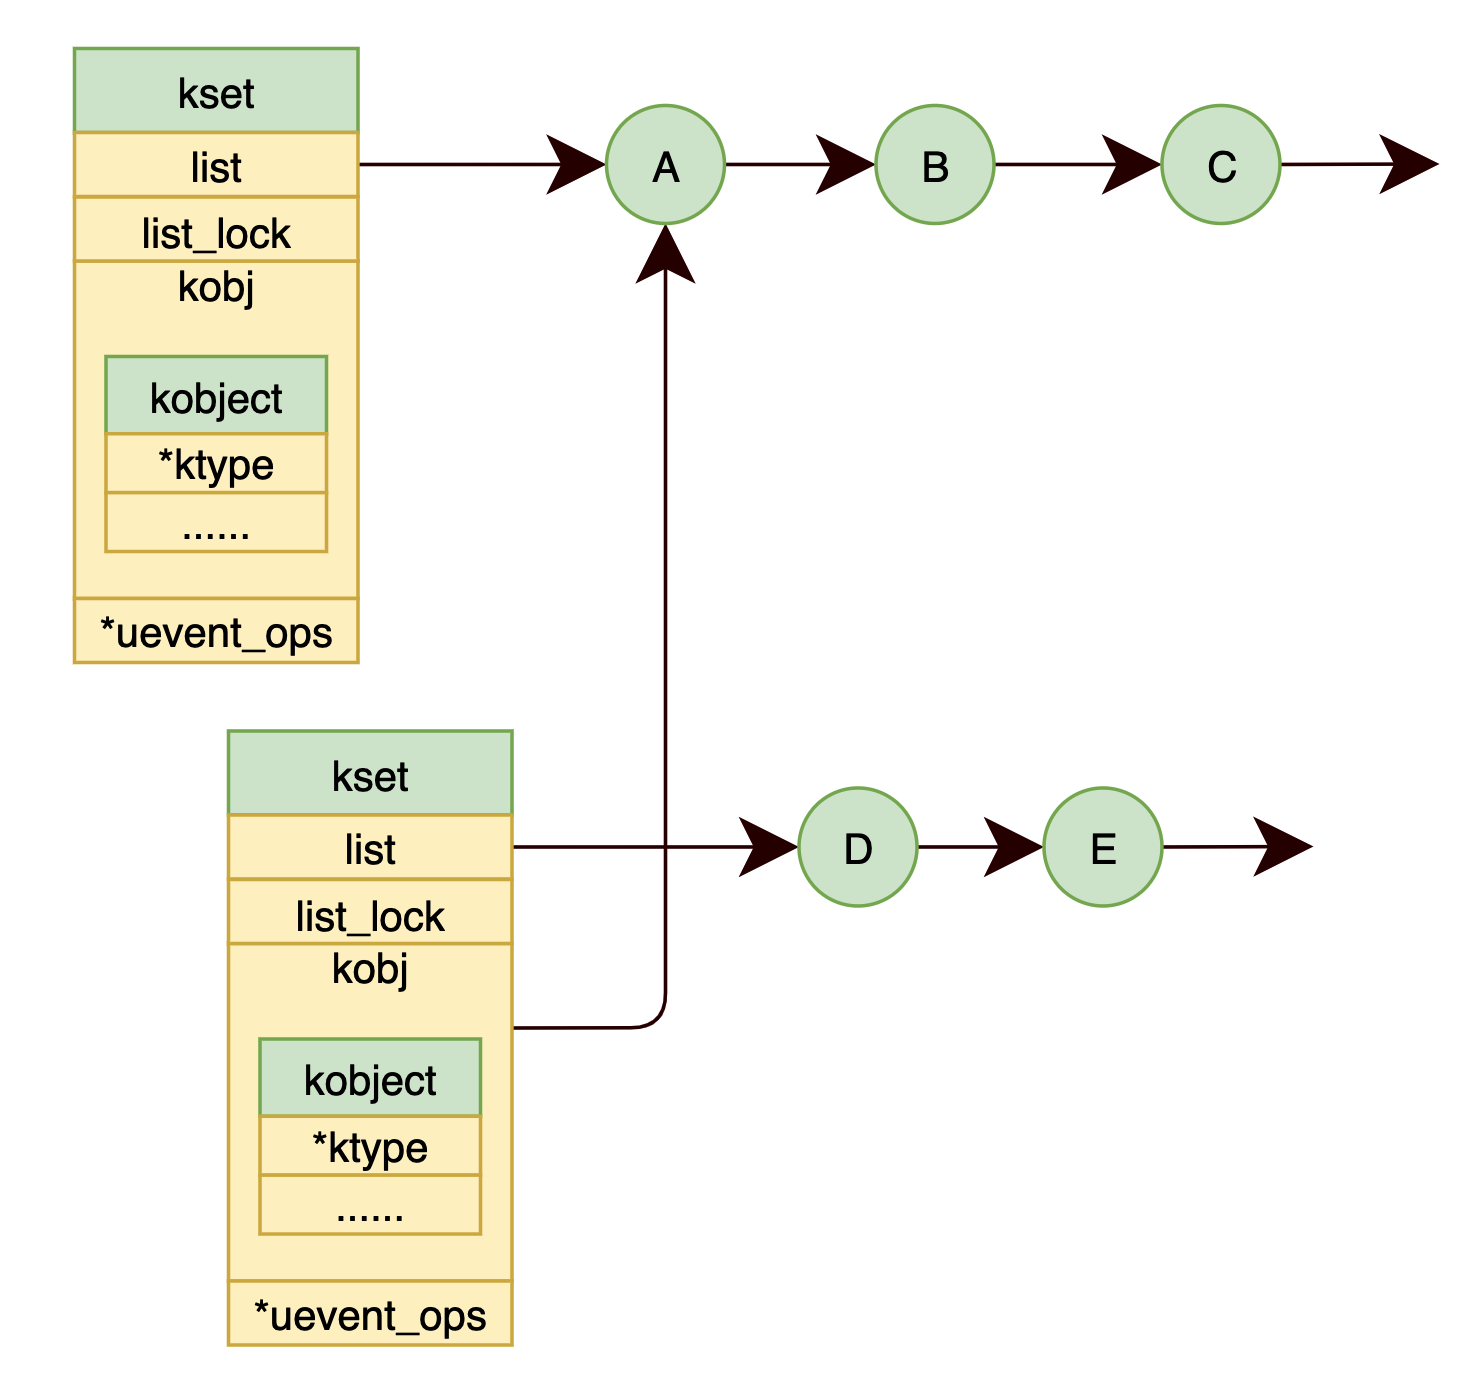 kset
list
list_lock
kobj
kobject
*ktype
......
*uevent_ops
A
B
C
kset
list
list_lock
kobj
kobject
*ktype
......
*uevent_ops
D
E